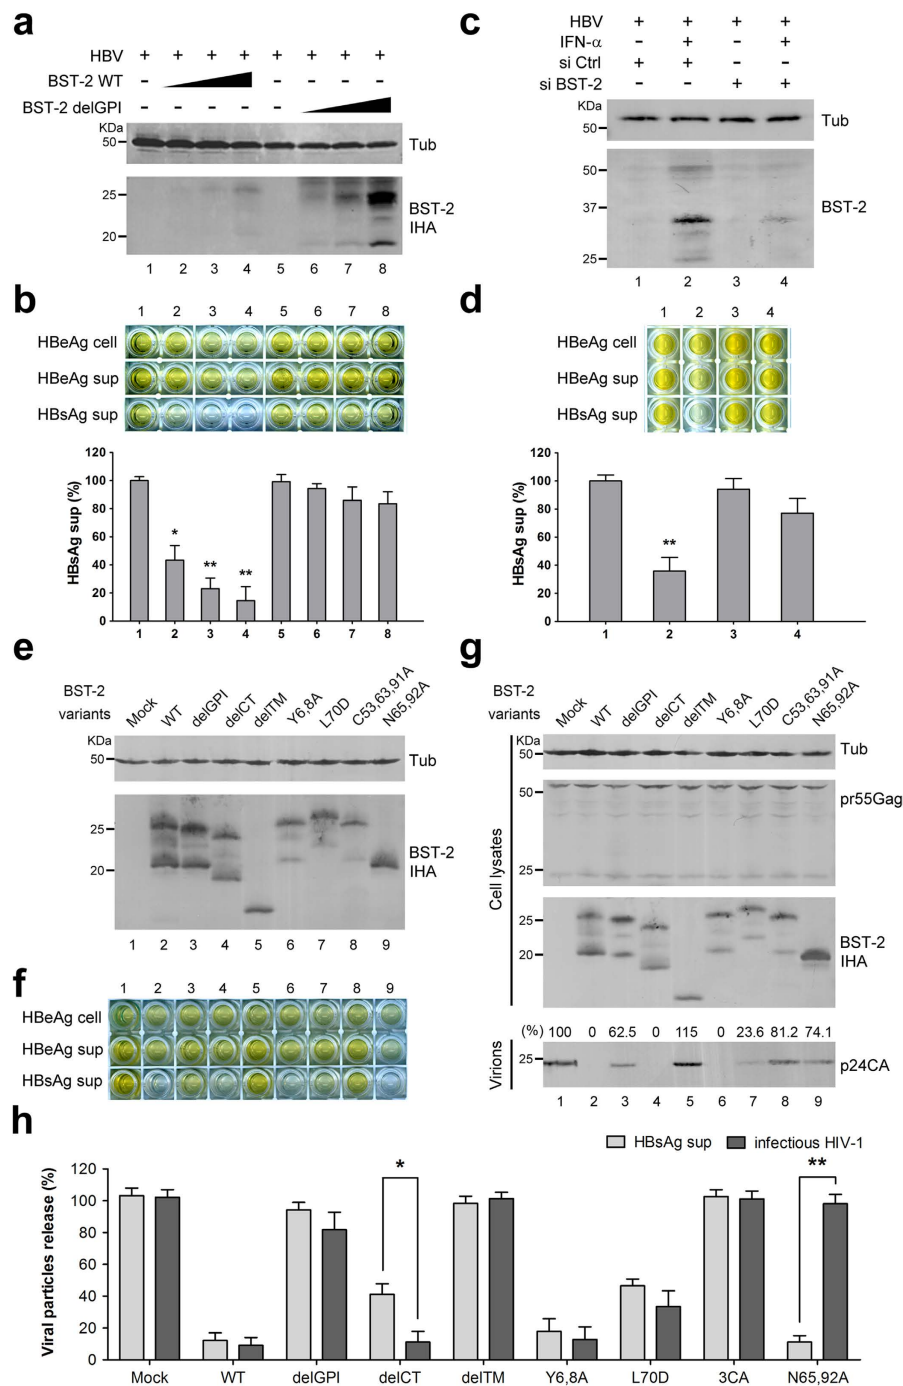 a
HBV + + + + + + + +
BST-2 WT - -
BST-2 delGPI - - - - -
KDa
50
Tub
25
20
BST-2
IHA
1 2 3 4 5 6 7 8
b
1 2 3 4 5 6 7 8
HBeAg cell
HBeAg sup
HBsAg sup
HBsAg sup (%)
120
100
80
60
40
20
0
* ** **
1 2 3 4 5 6 7 8
c
HBV + + + +
IFN-α - + - +
si Ctrl + + - -
si BST-2 - - + +
KDa
50
Tub
50
37
25
BST-2
1 2 3 4
d
1 2 3 4
HBeAg cell
HBeAg sup
HBsAg sup
HBsAg sup (%)
120
100
80
60
40
20
0
**
1 2 3 4
e
BST-2
variants
Mock WT delGPI delCT delTM Y6,8A L70D C53,63,91A N65,92A
KDa
50
Tub
25
20
BST-2
IHA
1 2 3 4 5 6 7 8 9
f
1 2 3 4 5 6 7 8 9
HBeAg cell
HBeAg sup
HBsAg sup
g
BST-2
variants
Mock WT delGPI delCT delTM Y6,8A L70D C53,63,91A N65,92A
Cell lysates
KDa
50
Tub
50
pr55Gag
25
25
20
BST-2
IHA
(%) 100 0 62.5 0 115 0 23.6 81.2 74.1
Virions
25
p24CA
1 2 3 4 5 6 7 8 9
h
HBsAg sup infectious HIV-1
Viral particles release (%)
120
100
80
60
40
20
0
* **
Mock WT delGPI delCT delTM Y6,8A L70D 3CA N65,92A